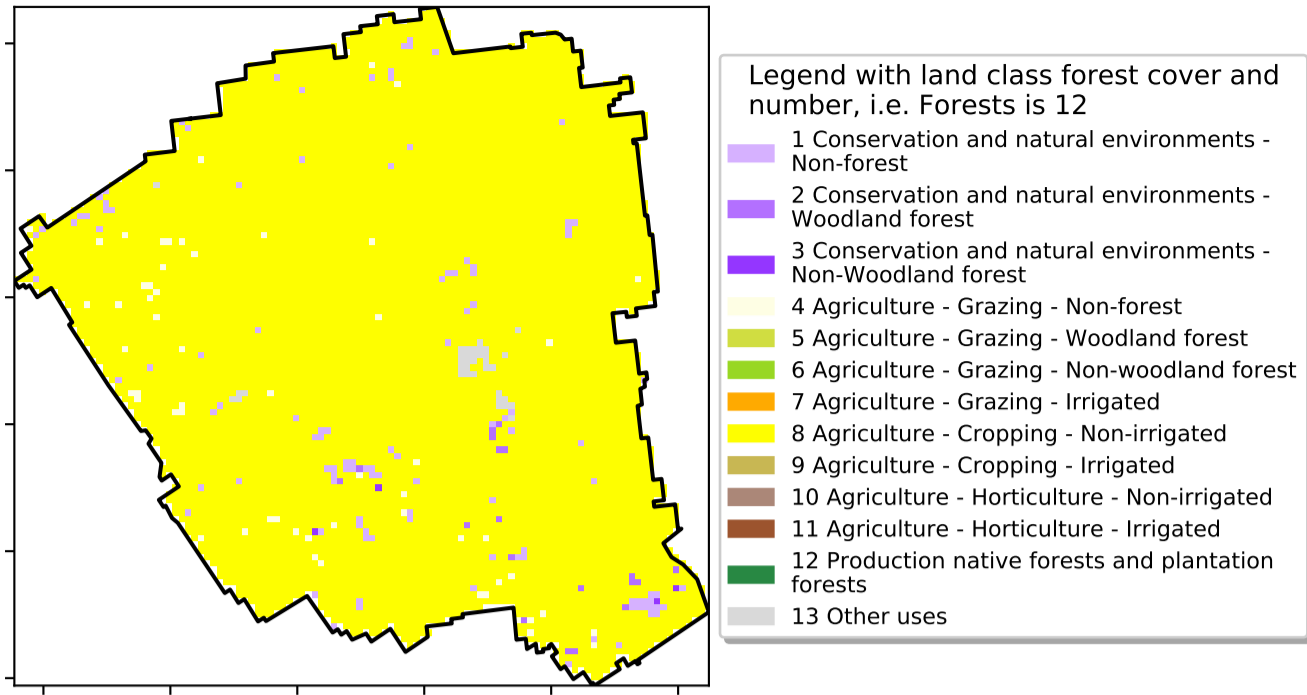 Legend with land class forest cover and
number, i.e. Forests is 12
1 Conservation and natural environments -
Non-forest
2 Conservation and natural environments -
Woodland forest
3 Conservation and natural environments -
Non-Woodland forest
4 Agriculture - Grazing - Non-forest
5 Agriculture - Grazing - Woodland forest
6 Agriculture - Grazing - Non-woodland forest
7 Agriculture - Grazing - Irrigated
8 Agriculture - Cropping - Non-irrigated
9 Agriculture - Cropping - Irrigated
10 Agriculture - Horticulture - Non-irrigated
11 Agriculture - Horticulture - Irrigated
12 Production native forests and plantation
forests
13 Other uses